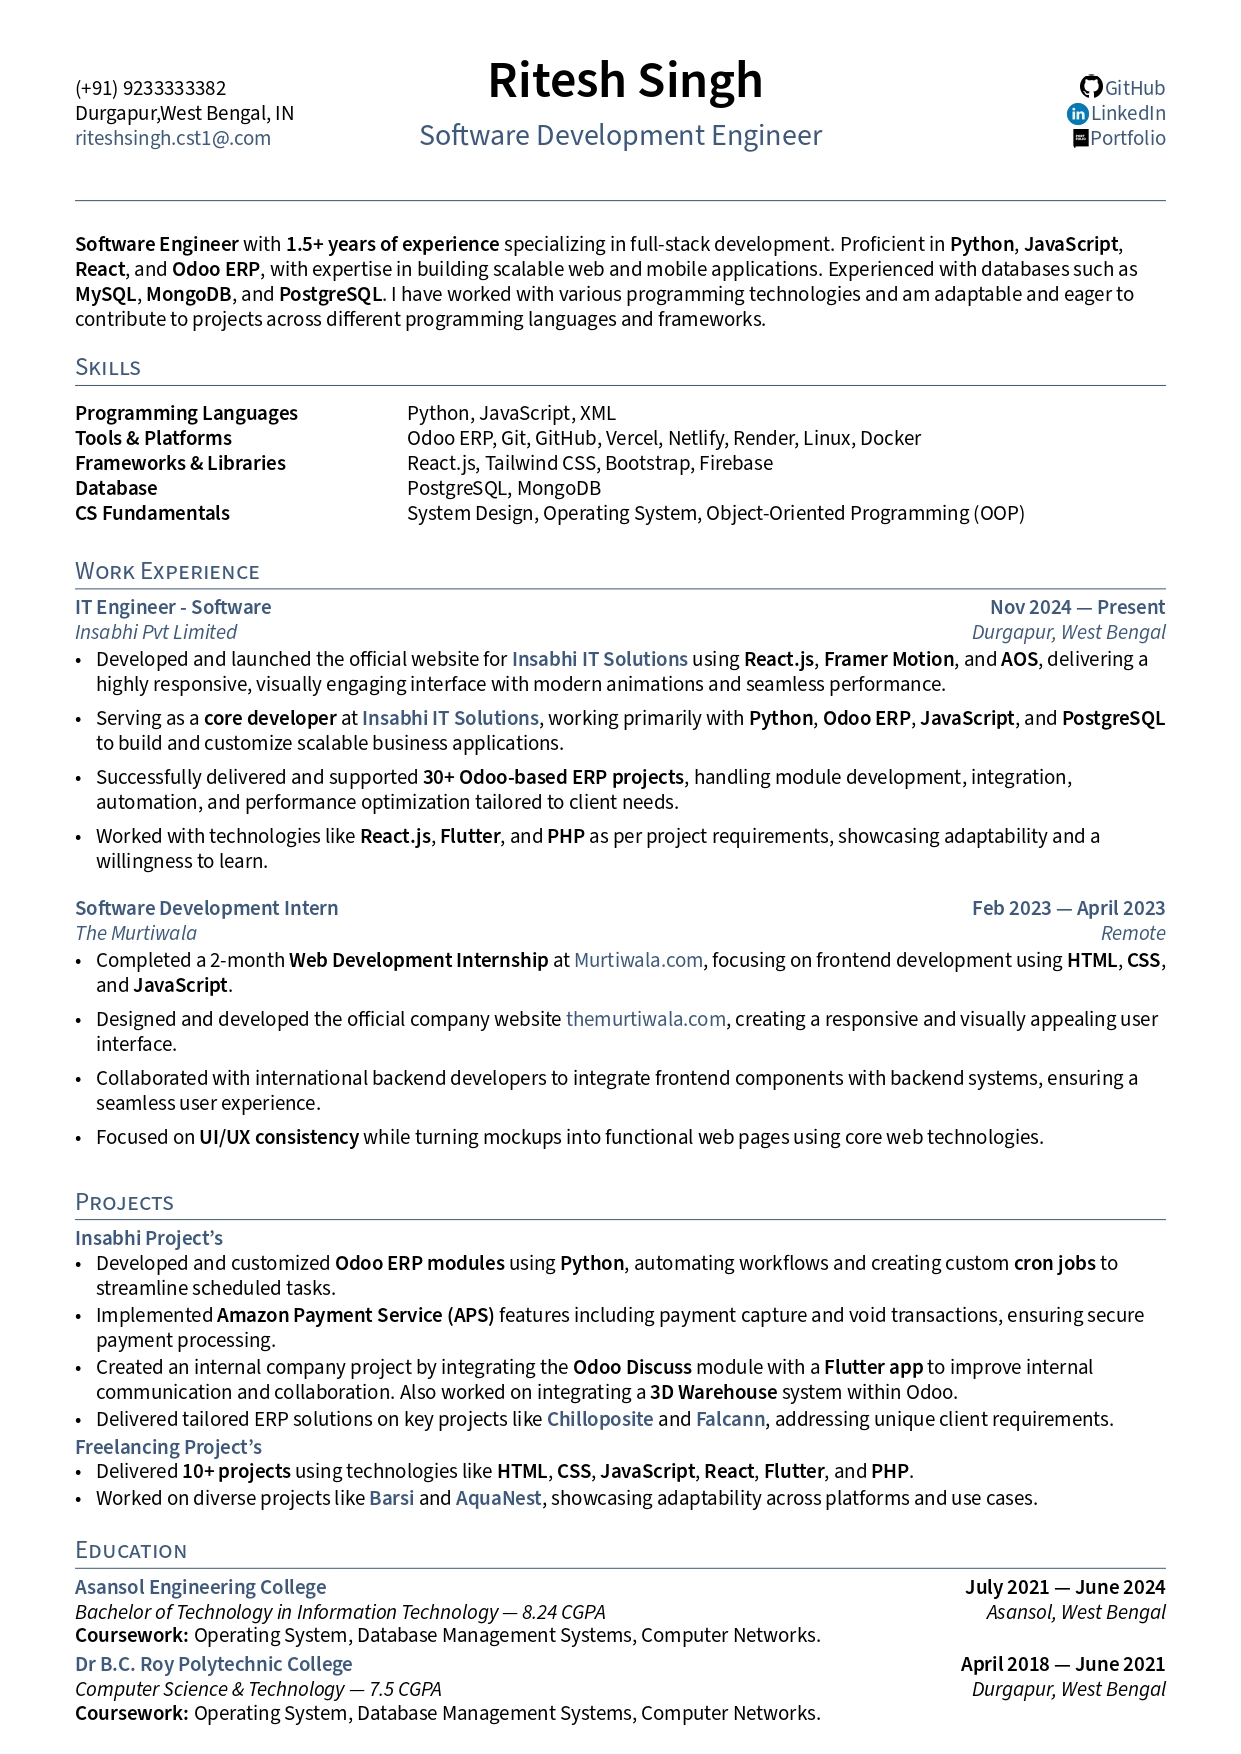 Ritesh Singh
Software Development Engineer
(+91) 9233333382
Durgapur,West Bengal, IN
riteshsingh.cst1@.com
GitHub
LinkedIn
Portfolio
Software Engineer with 1.5+ years of experience specializing in full-stack development. Proficient in Python, JavaScript,
React, and Odoo ERP, with expertise in building scalable web and mobile applications. Experienced with databases such as
MySQL, MongoDB, and PostgreSQL. I have worked with various programming technologies and am adaptable and eager to
contribute to projects across different programming languages and frameworks.
Skills
Programming Languages Python, JavaScript, XML
Tools & Platforms Odoo ERP, Git, GitHub, Vercel, Netlify, Render, Linux, Docker
Frameworks & Libraries React.js, Tailwind CSS, Bootstrap, Firebase
Database PostgreSQL, MongoDB
CS Fundamentals System Design, Operating System, Object-Oriented Programming (OOP)
Work Experience
IT Engineer - Software Nov 2024 — Present
Insabhi Pvt Limited Durgapur, West Bengal
• Developed and launched the official website for Insabhi IT Solutions using React.js, Framer Motion, and AOS, delivering a
highly responsive, visually engaging interface with modern animations and seamless performance.
• Serving as a core developer at Insabhi IT Solutions, working primarily with Python, Odoo ERP, JavaScript, and PostgreSQL
to build and customize scalable business applications.
• Successfully delivered and supported 30+ Odoo-based ERP projects, handling module development, integration,
automation, and performance optimization tailored to client needs.
• Worked with technologies like React.js, Flutter, and PHP as per project requirements, showcasing adaptability and a
willingness to learn.
Software Development Intern Feb 2023 — April 2023
The Murtiwala Remote
• Completed a 2-month Web Development Internship at Murtiwala.com, focusing on frontend development using HTML, CSS,
and JavaScript.
• Designed and developed the official company website themurtiwala.com, creating a responsive and visually appealing user
interface.
• Collaborated with international backend developers to integrate frontend components with backend systems, ensuring a
seamless user experience.
• Focused on UI/UX consistency while turning mockups into functional web pages using core web technologies.
Projects
Insabhi Project’s
• Developed and customized Odoo ERP modules using Python, automating workflows and creating custom cron jobs to
streamline scheduled tasks.
• Implemented Amazon Payment Service (APS) features including payment capture and void transactions, ensuring secure
payment processing.
• Created an internal company project by integrating the Odoo Discuss module with a Flutter app to improve internal
communication and collaboration. Also worked on integrating a 3D Warehouse system within Odoo.
• Delivered tailored ERP solutions on key projects like Chilloposite and Falcann, addressing unique client requirements.
Freelancing Project’s
• Delivered 10+ projects using technologies like HTML, CSS, JavaScript, React, Flutter, and PHP.
• Worked on diverse projects like Barsi and AquaNest, showcasing adaptability across platforms and use cases.
Education
Asansol Engineering College July 2021 — June 2024
Bachelor of Technology in Information Technology — 8.24 CGPA Asansol, West Bengal
Coursework: Operating System, Database Management Systems, Computer Networks.
Dr B.C. Roy Polytechnic College April 2018 — June 2021
Computer Science & Technology — 7.5 CGPA Durgapur, West Bengal
Coursework: Operating System, Database Management Systems, Computer Networks.